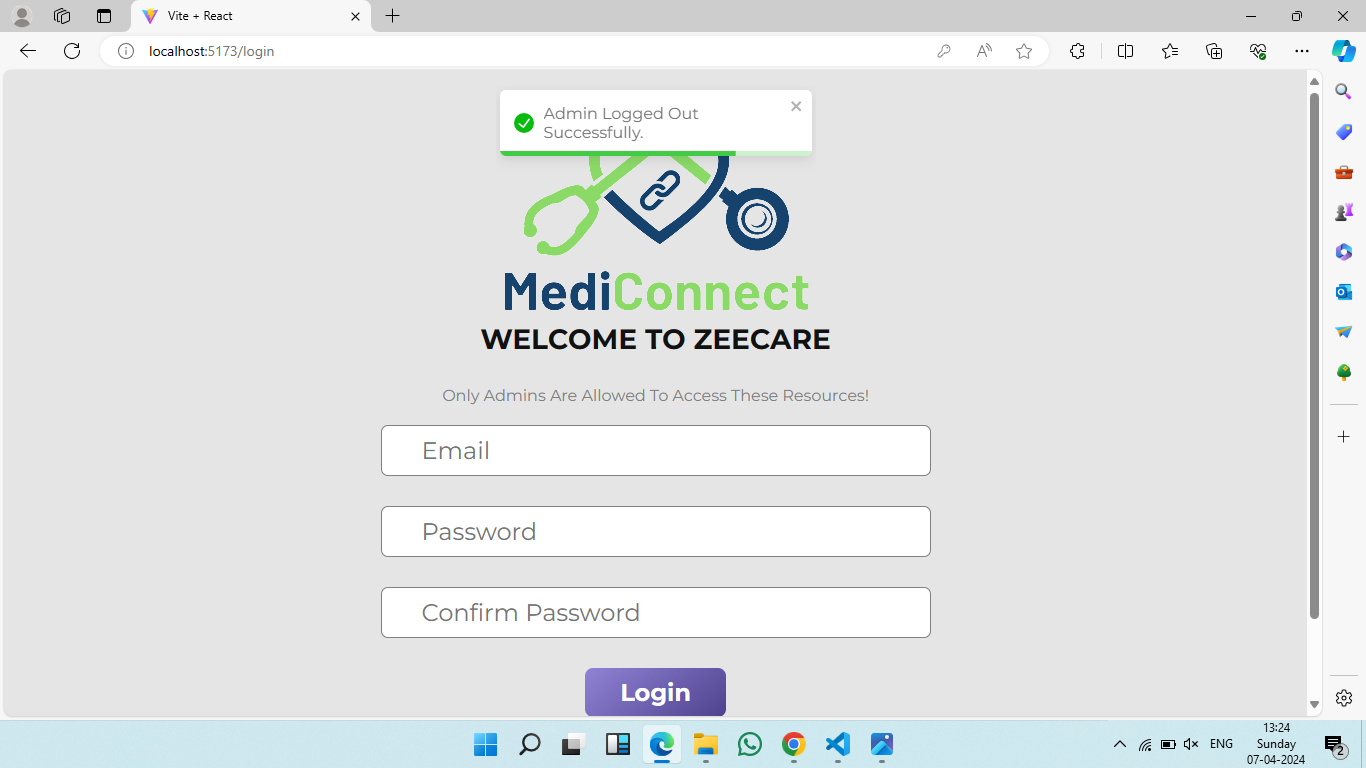 Vite + React
localhost:5173/login
Admin Logged Out
Successfully.
MediConnect
WELCOME TO ZEECARE
Only Admins Are Allowed To Access These Resources!
Email
Password
Confirm Password
Login
ENG
13:24
Sunday
07-04-2024
2